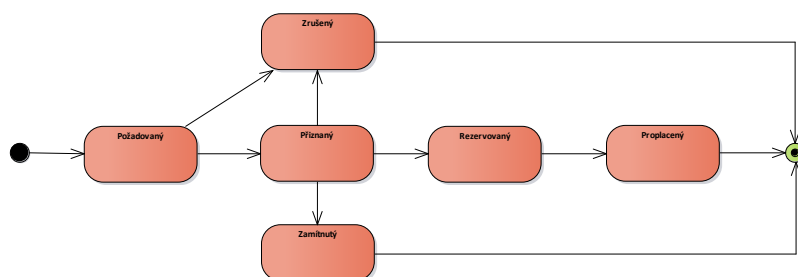 Zrušený
Požadovaný
Přiznaný
Rezervovaný
Proplacený
Zamítnutý